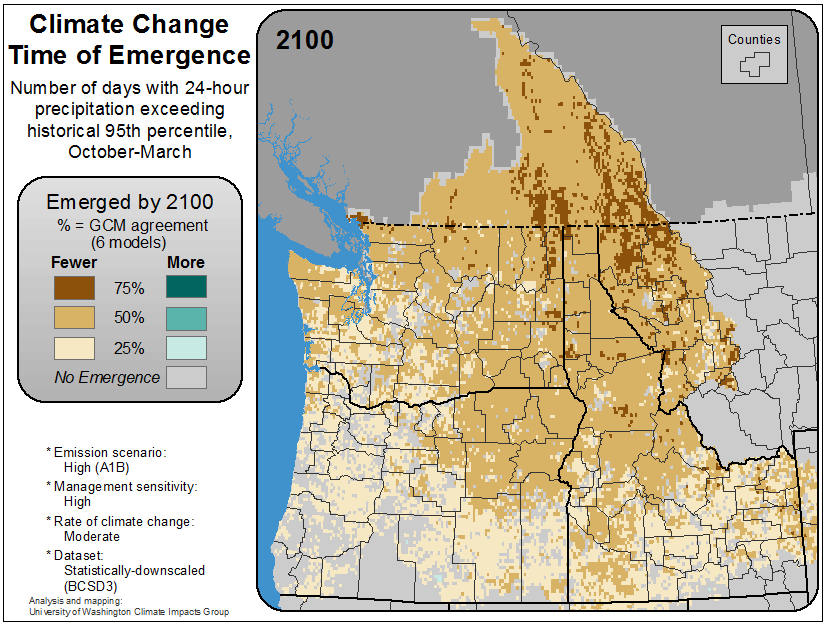 Climate Change
Time of Emergence
Number of days with 24-hour
precipitation exceeding
historical 95th percentile,
October-March
Emerged by 2100
% = GCM agreement
(6 models)
Fewer More
75%
50%
25%
No Emergence
* Emission scenario:
High (A1B)
* Management sensitivity:
High
* Rate of climate change:
Moderate
* Dataset:
Statistically-downscaled
(BCSD3)
Analysis and mapping:
University of Washington Climate Impacts Group
2100
Counties